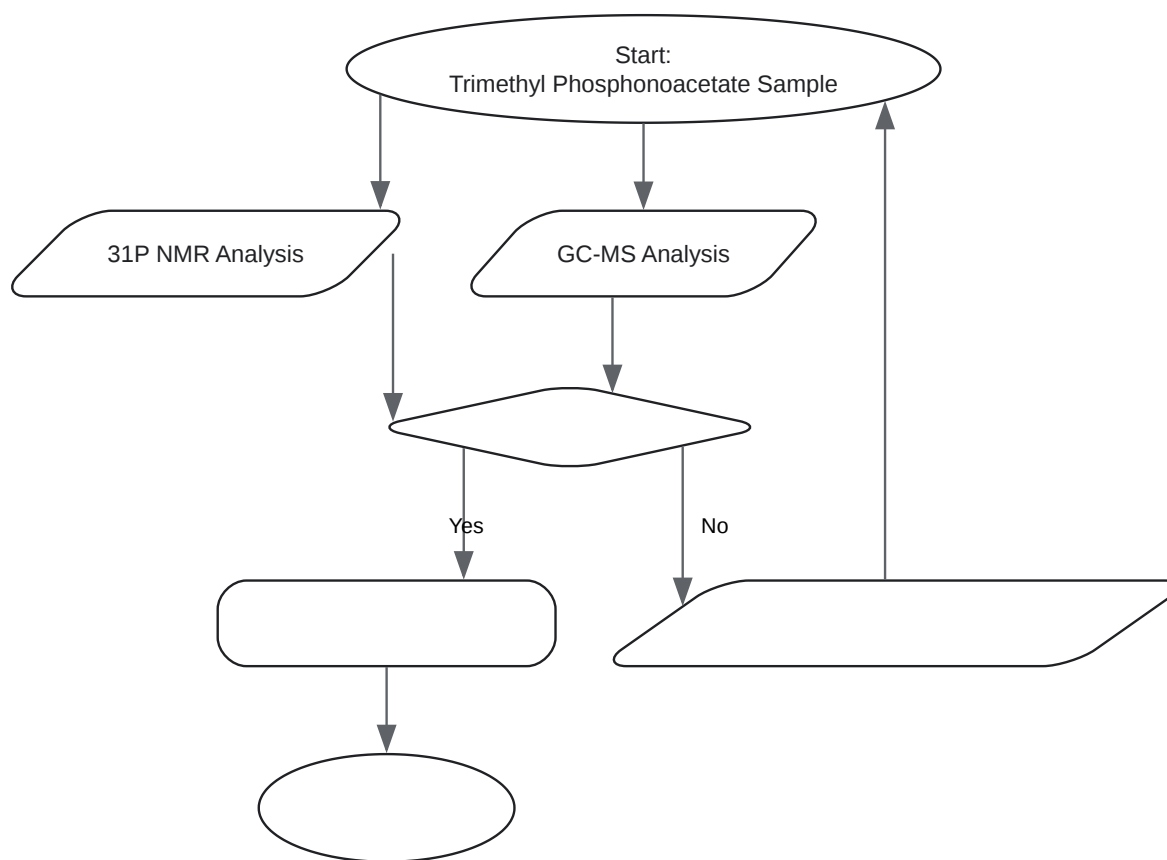 Start:
Trimethyl Phosphonoacetate Sample
31P NMR Analysis
GC-MS Analysis
Yes
No